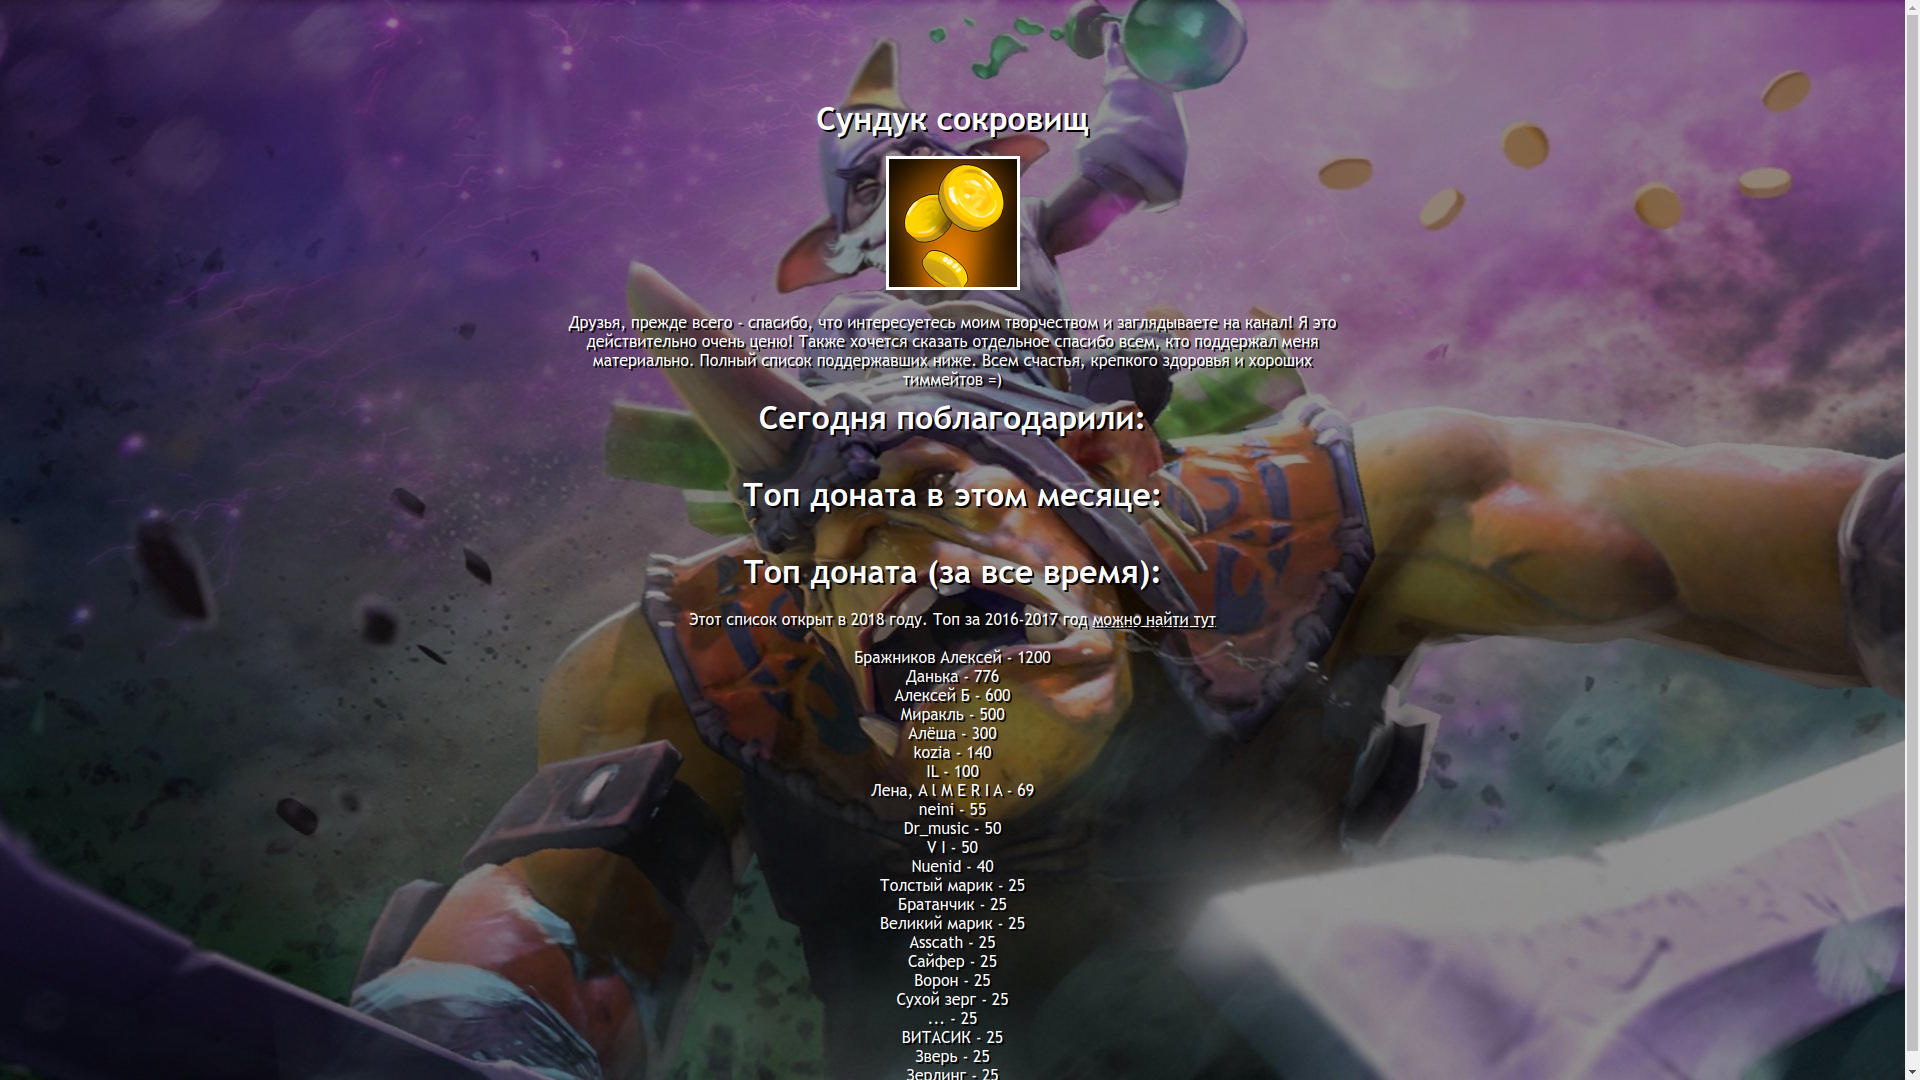 Сундук сокровищ
Друзья, прежде всего - спасибо, что интересуетесь моим творчеством и заглядываете на канал! Я это
действительно очень ценю! Также хочется сказать отдельное спасибо всем, кто поддержал меня
материально. Полный список поддержавших ниже. Всем счастья, крепкого здоровья и хороших
тиммейтов =)
Сегодня поблагодарили:
Топ доната в этом месяце:
Топ доната (за все время):
Этот список открыт в 2018 году. Топ за 2016-2017 год можно найти тут
Бражников Алексей - 1200
Данька - 776
Алексей Б - 600
Миракль - 500
Алёша - 300
kozia - 140
IL - 100
Лена, A l M E R I A - 69
neini - 55
Dr_music - 50
V I - 50
Nuenid - 40
Толстый марик - 25
Братанчик - 25
Великий марик - 25
Asscath - 25
Сайфер - 25
Ворон - 25
Сухой зерг - 25
... - 25
ВИТАСИК - 25
Зверь - 25
Зерлинг - 25